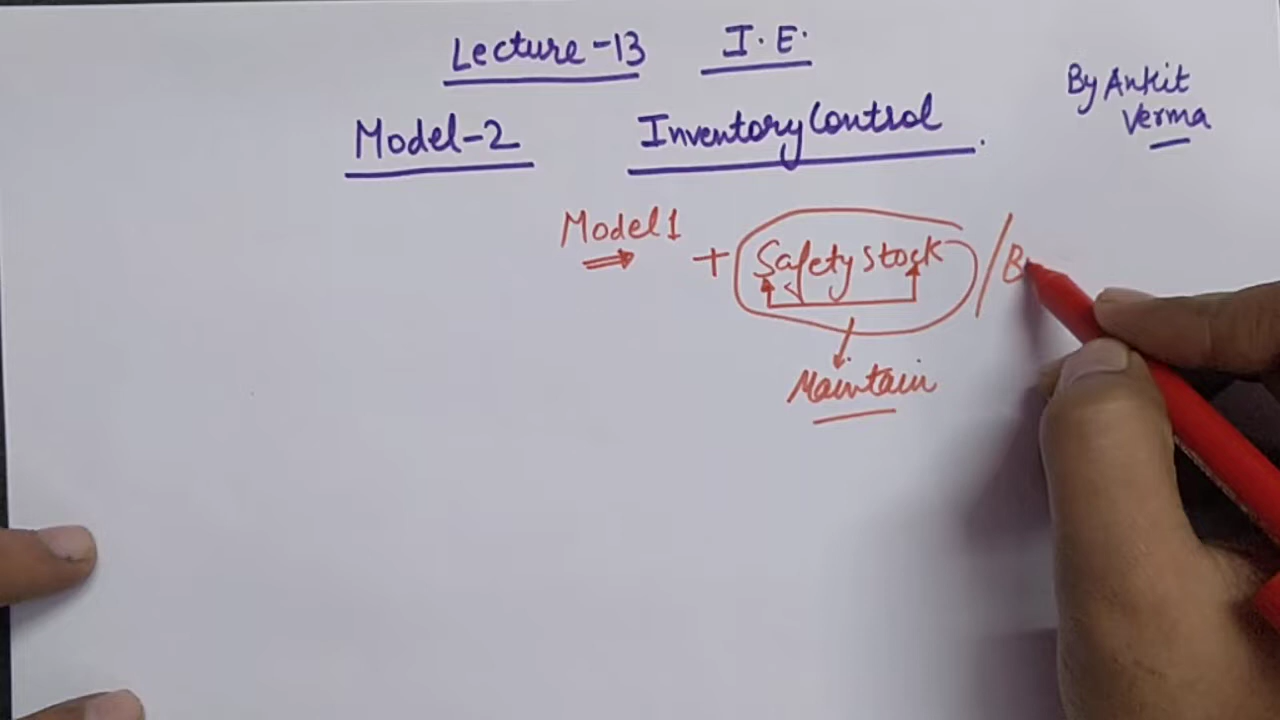 Lecture-13 I.E.
By Ankit
Verma
Model-2 Inventory Control.
Model 1 + Safety Stock / B
Maintain